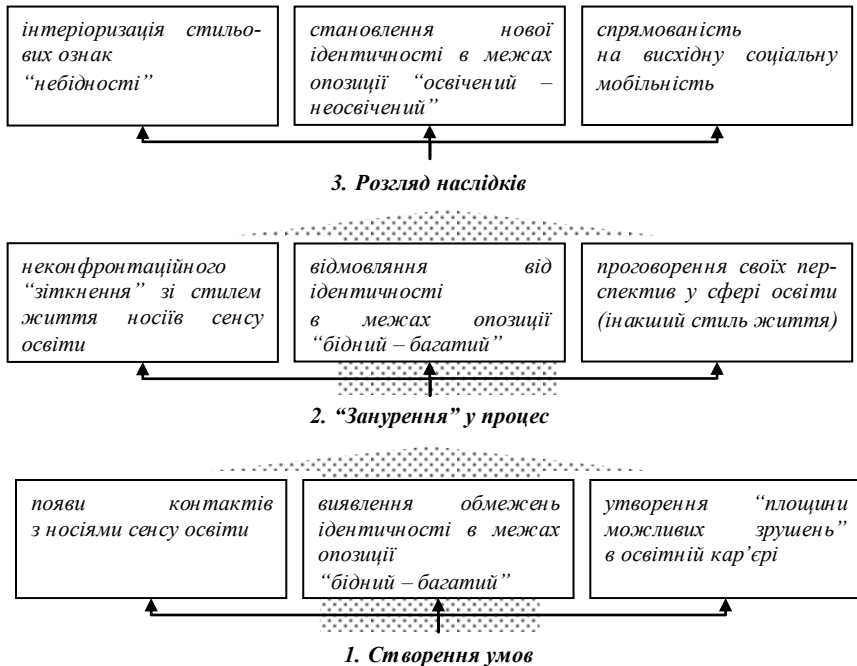 інтеріоризація стильо-
вих ознак
“небідності”
становлення нової
ідентичності в межах
опозиції “освічений –
неосвічений”
спрямованість
на висхідну соціальну
мобільність
3. Розгляд наслідків
неконфронтаційного
“зіткнення” зі стилем
життя носіїв сенсу
освіти
відмовляння від
ідентичності
в межах опозиції
“бідний – багатий”
проговорення своїх пер-
спектив у сфері освіти
(інакший стиль життя)
2. “Занурення” у процес
появи контактів
з носіями сенсу освіти
виявлення обмежень
ідентичності в межах
опозиції
“бідний – багатий”
утворення “площини
можливих зрушень”
в освітній кар’єрі
1. Створення умов